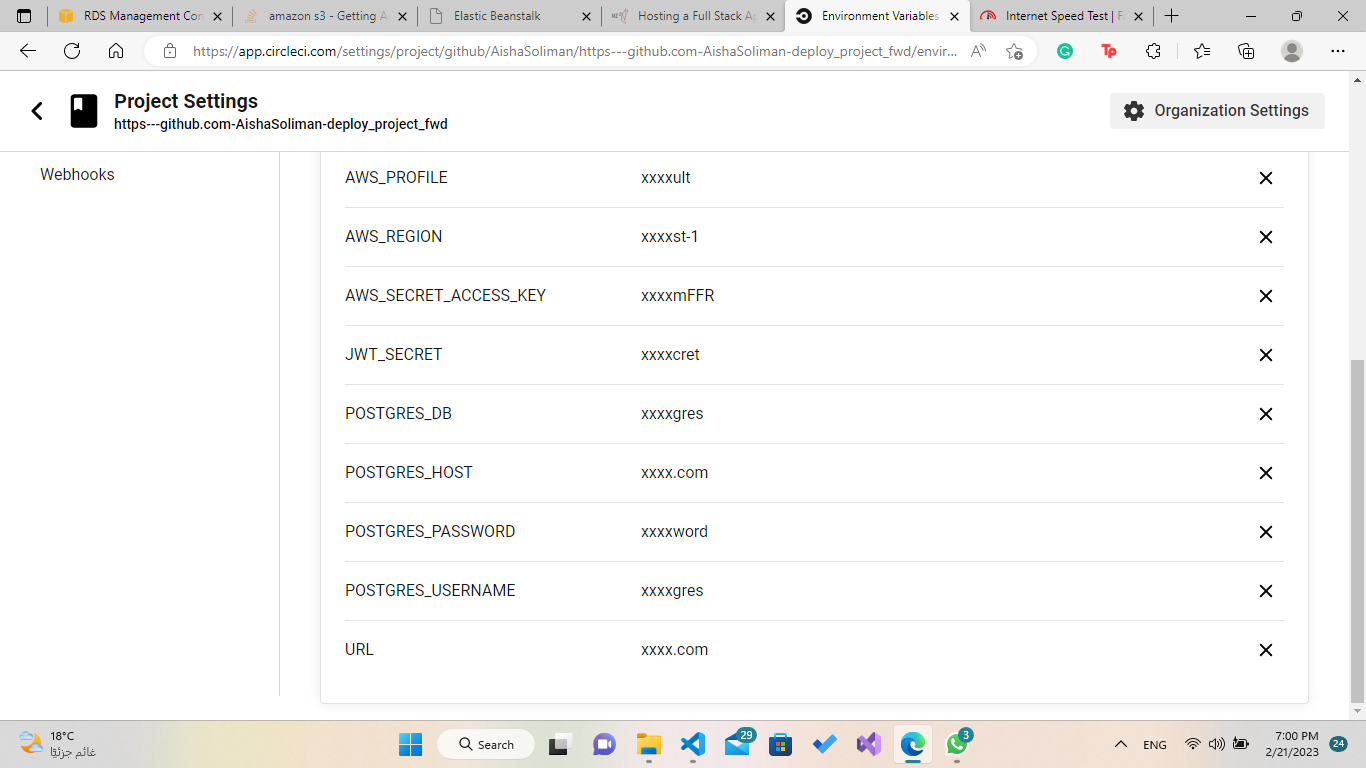 RDS Management Con
amazon s3 - Getting A
Elastic Beanstalk
Hosting a Full Stack Ap
Environment Variables
Internet Speed Test | Fa
https://app.circleci.com/settings/project/github/AishaSoliman/https---github.com-AishaSoliman-deploy_project_fwd/envir...
Project Settings
https---github.com-AishaSoliman-deploy_project_fwd
Organization Settings
Webhooks
AWS_PROFILE xxxxult
AWS_REGION xxxxst-1
AWS_SECRET_ACCESS_KEY xxxxmFFR
JWT_SECRET xxxxcret
POSTGRES_DB xxxxgres
POSTGRES_HOST xxxx.com
POSTGRES_PASSWORD xxxxword
POSTGRES_USERNAME xxxxgres
URL xxxx.com
18°C
غائم جزئيًا
Search
29
3
ENG
7:00 PM
2/21/2023
24